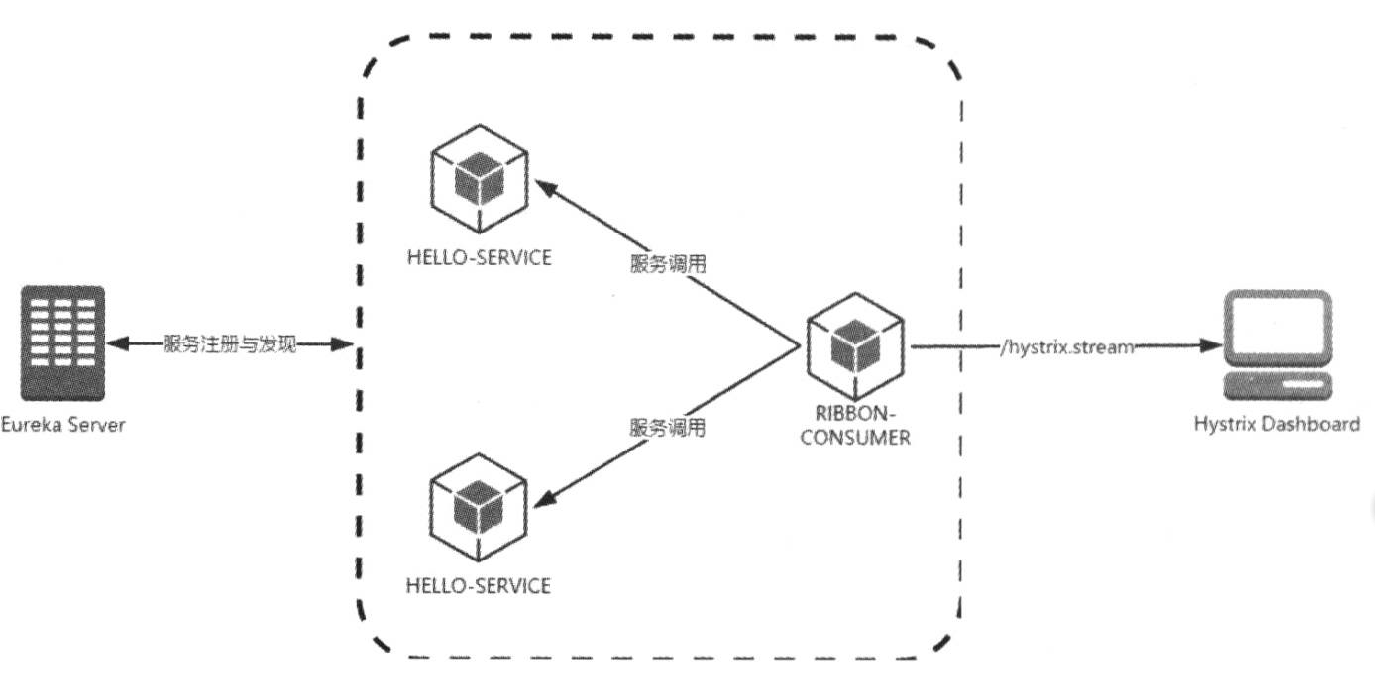 HELLO-SERVICE
服务调用
Eureka Server
服务注册与发现
RIBBON-
CONSUMER
/hystrix.stream
Hystrix Dashboard
服务调用
HELLO-SERVICE